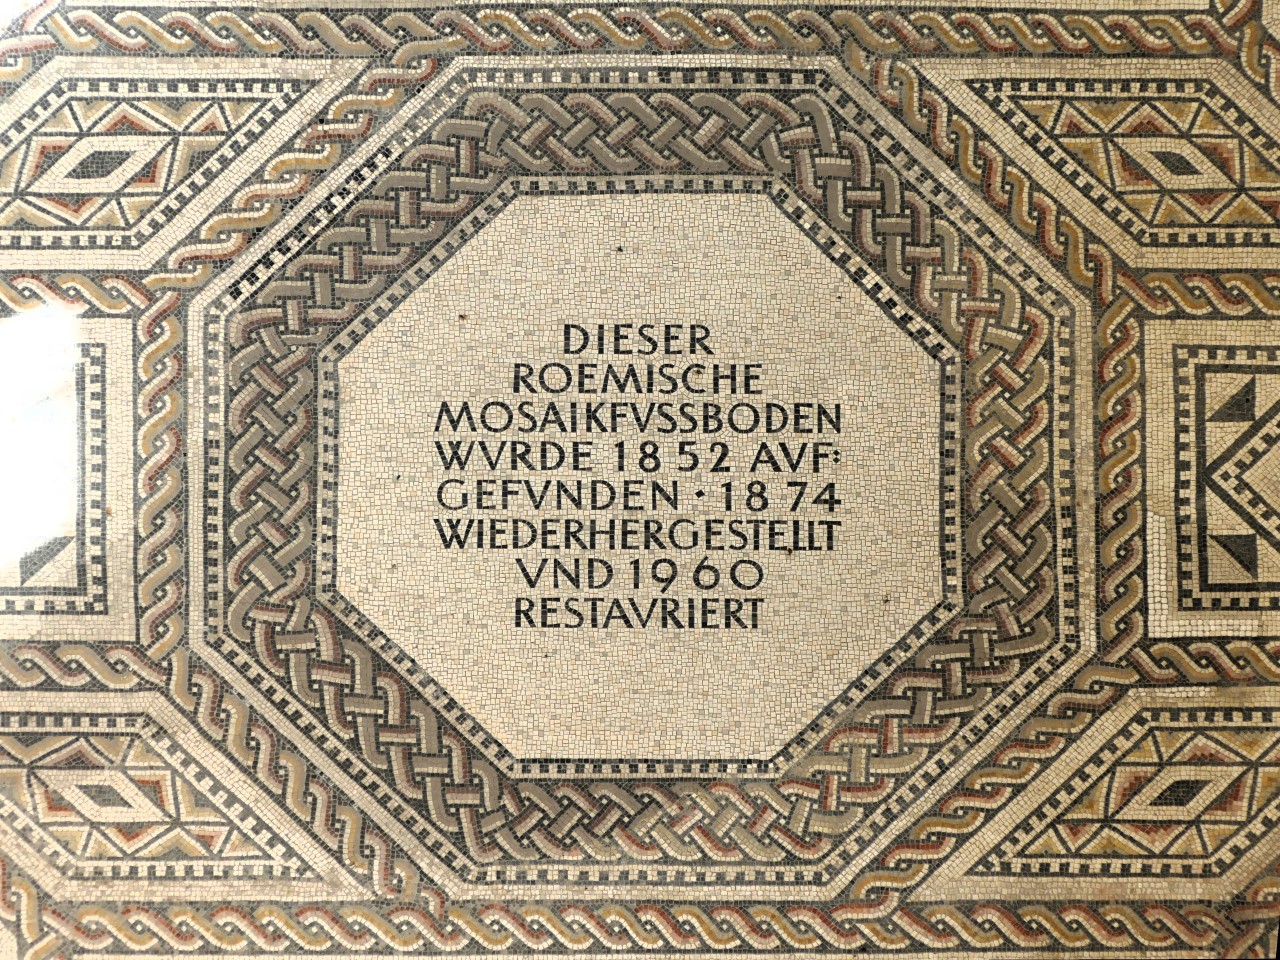 DIESER
ROEMISCHE
MOSAIKFVSSBODEN
WVRDE 1852 AVF:
GEFVNDEN · 1874
WIEDERHERGESTELLT
VND 1960
RESTAVRIERT